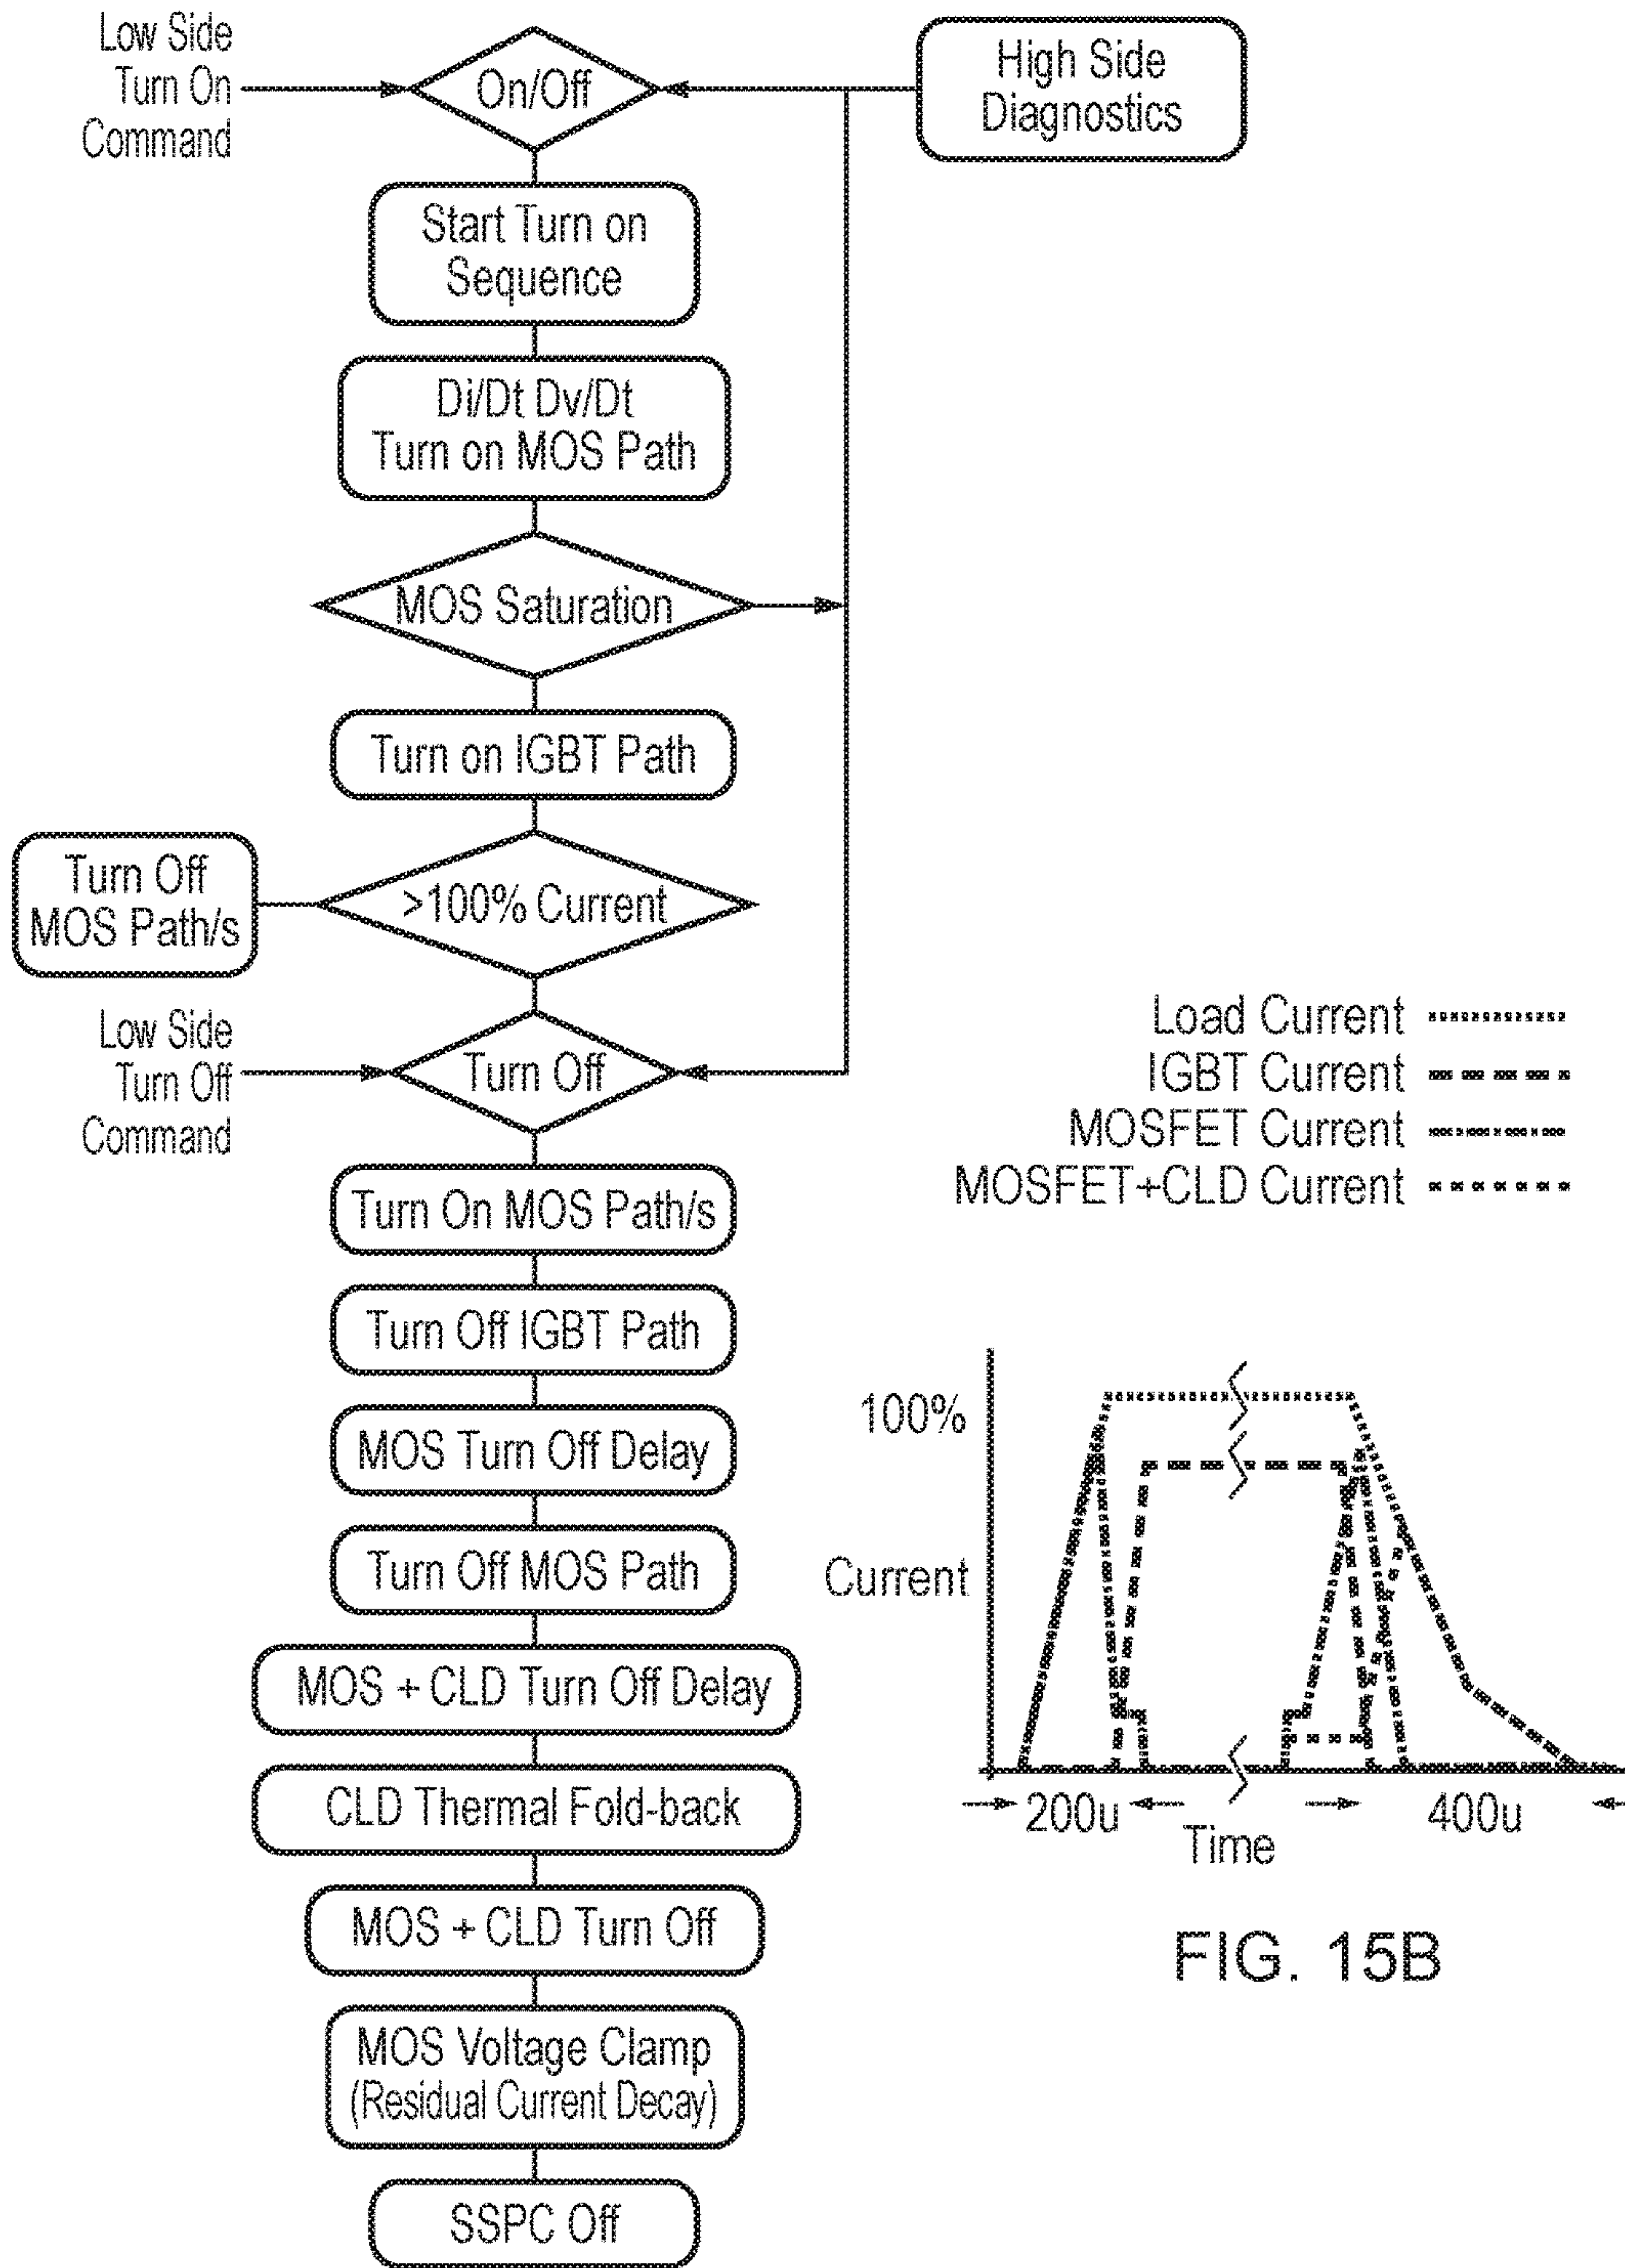 Low Side
Turn On
Command
On/Off
High Side
Diagnostics
Start Turn on
Sequence
Di/Dt Dv/Dt
Turn on MOS Path
MOS Saturation
Turn on IGBT Path
Turn Off
MOS Path/s
>100% Current
Low Side
Turn Off
Command
Turn Off
Turn On MOS Path/s
Turn Off IGBT Path
MOS Turn Off Delay
Turn Off MOS Path
MOS + CLD Turn Off Delay
CLD Thermal Fold-back
MOS + CLD Turn Off
MOS Voltage Clamp
(Residual Current Decay)
SSPC Off
Load Current
IGBT Current
MOSFET Current
MOSFET+CLD Current
100%
Current
200u
400u
Time
FIG. 15B